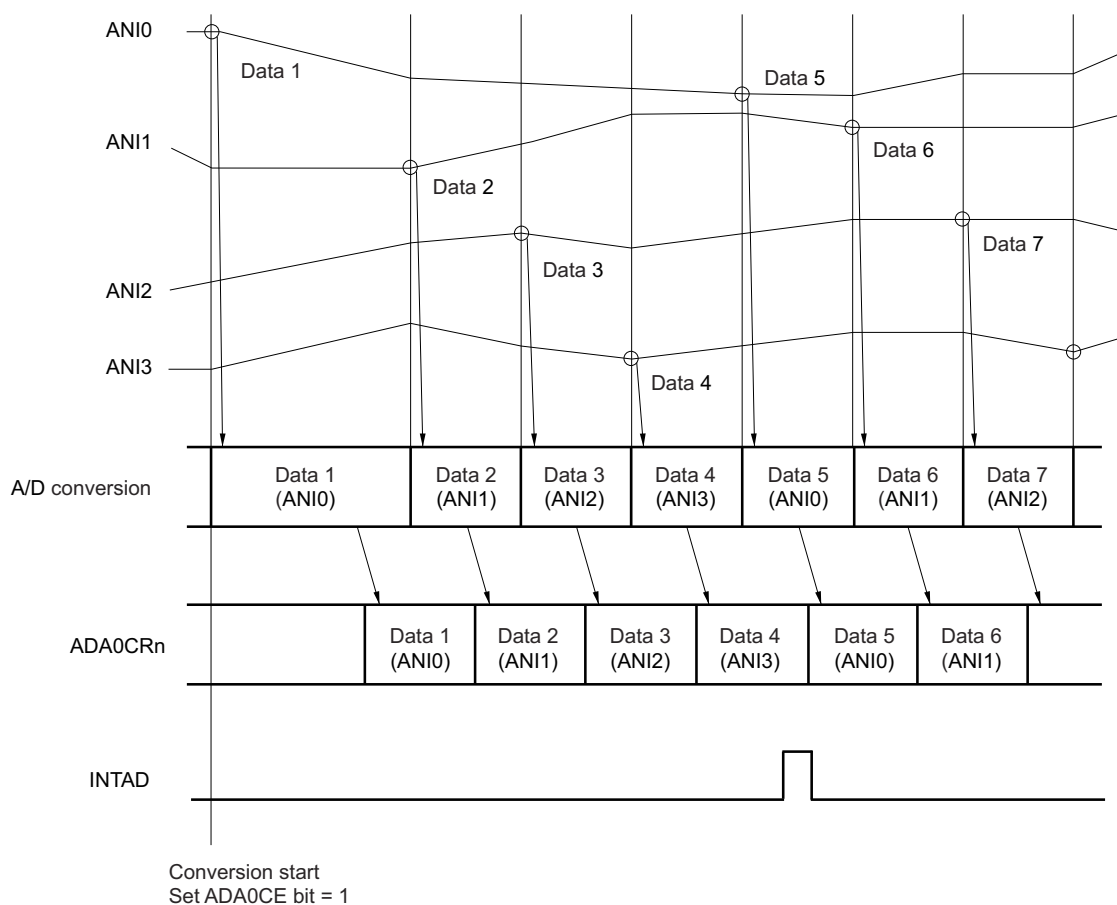 ANI0
Data 1
Data 5
ANI1
Data 6
Data 2
Data 7
Data 3
ANI2
ANI3
Data 4
A/D conversion
Data 1
(ANI0)
Data 2
(ANI1)
Data 3
(ANI2)
Data 4
(ANI3)
Data 5
(ANI0)
Data 6
(ANI1)
Data 7
(ANI2)
ADA0CRn
Data 1
(ANI0)
Data 2
(ANI1)
Data 3
(ANI2)
Data 4
(ANI3)
Data 5
(ANI0)
Data 6
(ANI1)
INTAD
Conversion start
Set ADA0CE bit = 1